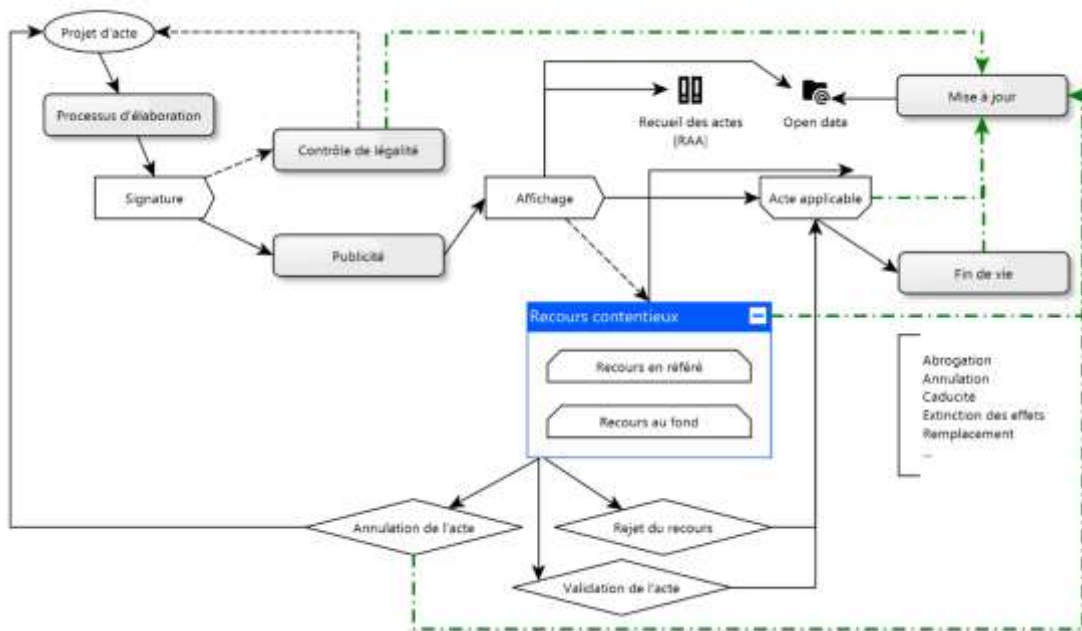 Projet d'acte
Processus d'élaboration
Signature
Contrôle de légalité
Publicité
Affichage
Recueil des actes
(RAA)
Open data
Mise à jour
Acte applicable
Fin de vie
Recours contentieux
Recours en référé
Recours au fond
Abrogation
Annulation
Caducité
Extinction des effets
Remplacement
...
Annulation de l'acte
Rejet du recours
Validation de l'acte